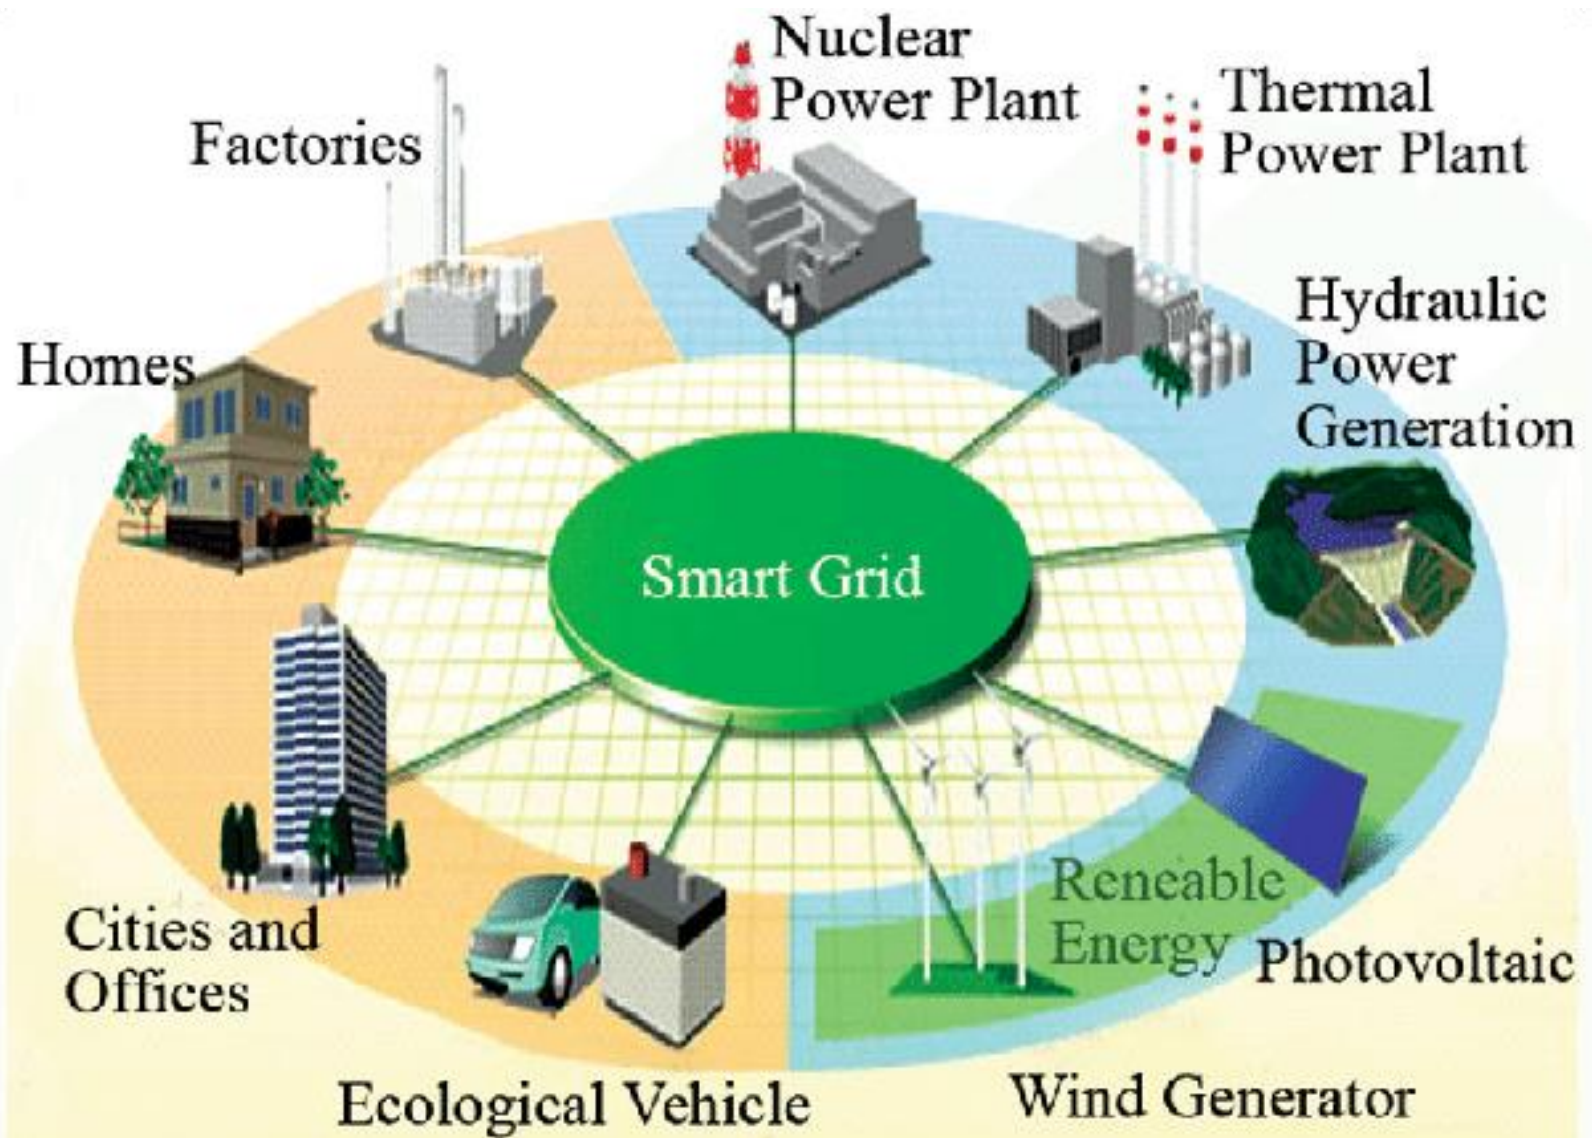 Nuclear
Power Plant
Thermal
Power Plant
Factories
Hydraulic
Power
Generation
Homes
Smart Grid
Reneable
Energy
Photovoltaic
Cities and
Offices
Ecological Vehicle
Wind Generator